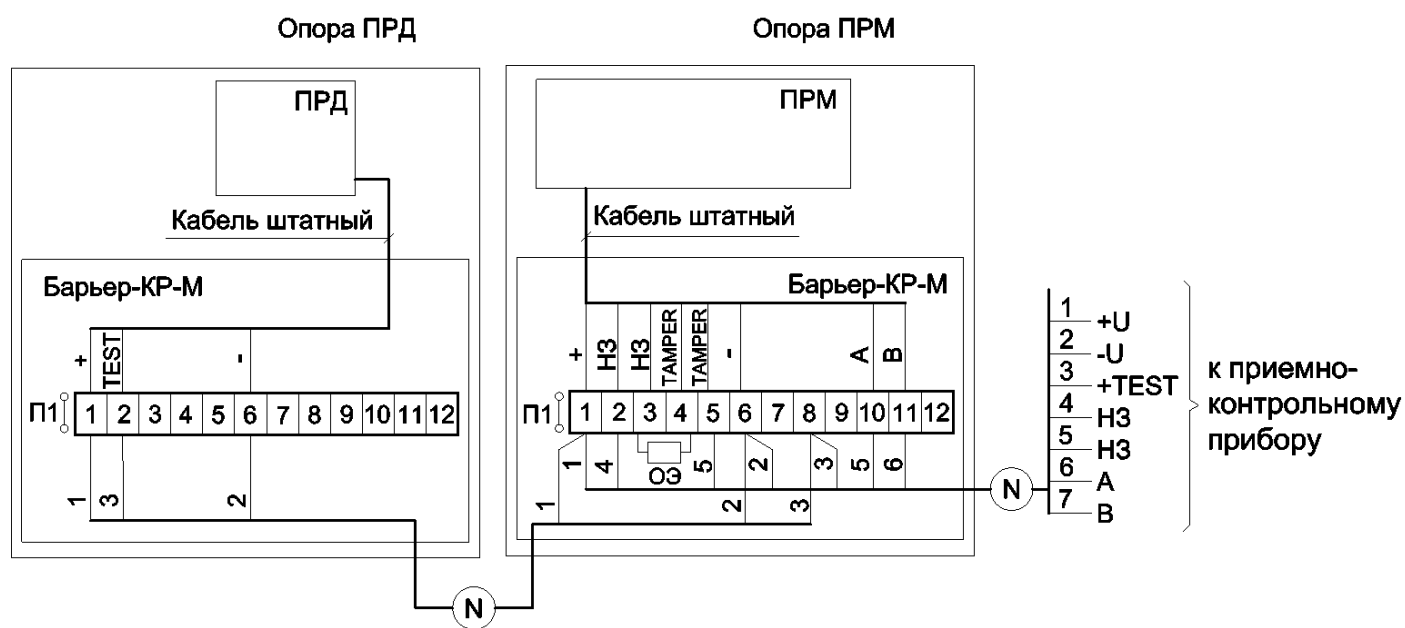 Опора ПРД
Опора ПРМ
ПРД
ПРМ
Кабель штатный
Кабель штатный
Барьер-КР-М
Барьер-КР-М
+ TEST -
+ НЗ НЗ TAMPER TAMPER - А В
П1 1 2 3 4 5 6 7 8 9 10 11 12
П1 1 2 3 4 5 6 7 8 9 10 11 12
1 3 2
1 4 ОЭ 5 2 3 5 6
1 2 3
N
N
1 +U
2 -U
3 +TEST
4 НЗ
5 НЗ
6 А
7 В
к приемно-
контрольному
прибору